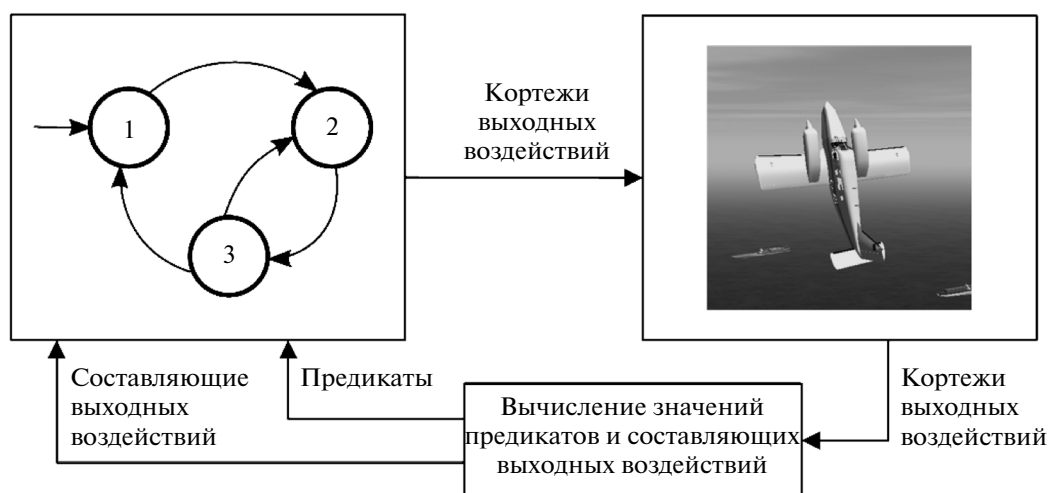 1
2
3
Кортежи
выходных
воздействий
Составляющие
выходных
воздействий
Предикаты
Вычисление значений
предикатов и составляющих
выходных воздействий
Кортежи
выходных
воздействий